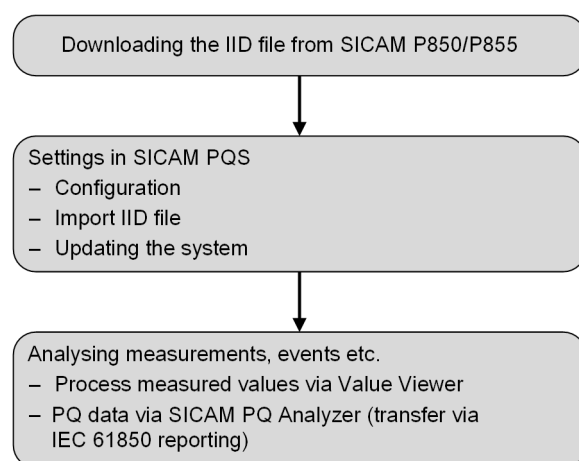 Downloading the IID file from SICAM P850/P855
Settings in SICAM PQS
– Configuration
– Import IID file
– Updating the system
Analysing measurements, events etc.
– Process measured values via Value Viewer
– PQ data via SICAM PQ Analyzer (transfer via
IEC 61850 reporting)